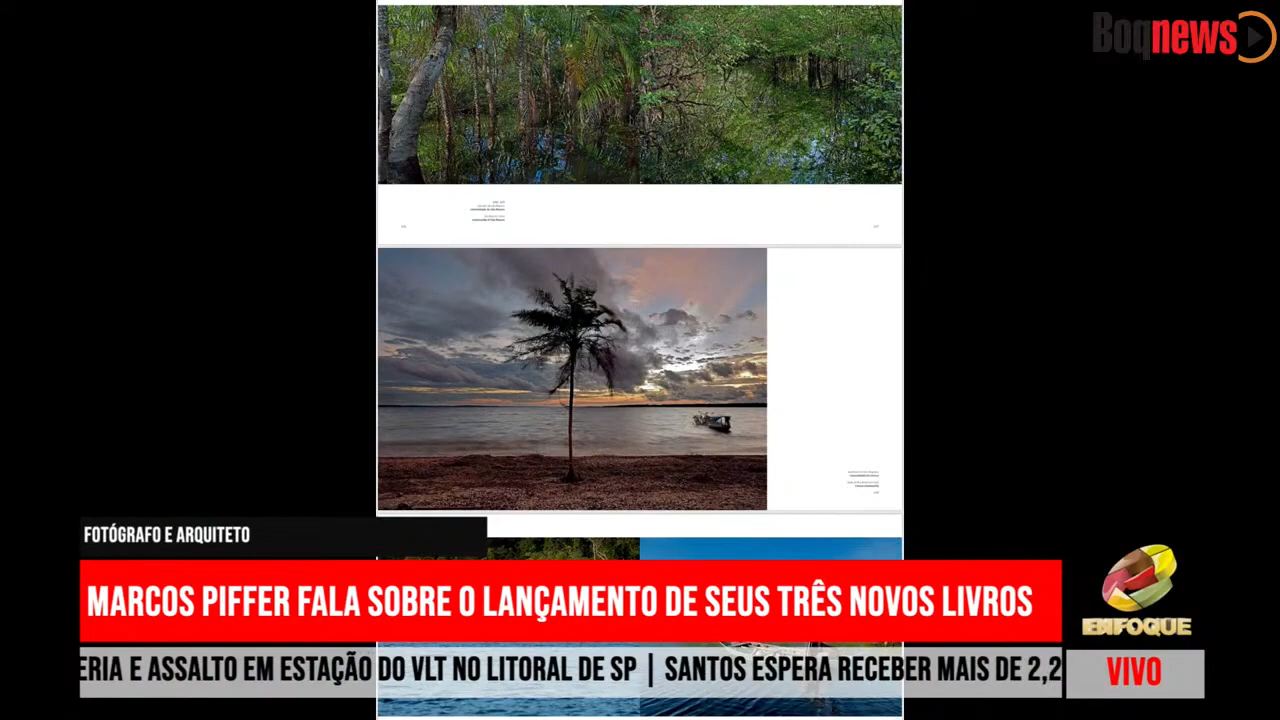 Boqnews
FOTÓGRAFO E ARQUITETO
MARCOS PIFFER FALA SOBRE O LANÇAMENTO DE SEUS TRÊS NOVOS LIVROS
ENFOQUE
ERIA E ASSALTO EM ESTAÇÃO DO VLT NO LITORAL DE SP | SANTOS ESPERA RECEBER MAIS DE 2,2
VIVO